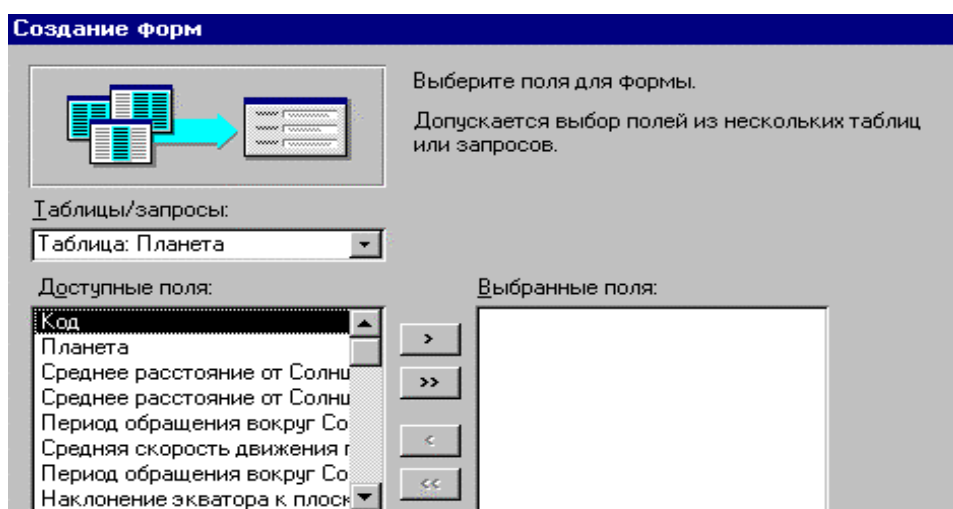 Создание форм
Выберите поля для формы.
Допускается выбор полей из нескольких таблиц
или запросов.
Таблицы/запросы:
Таблица: Планета
Доступные поля:
Выбранные поля:
Код
Планета
Среднее расстояние от Солнц
Среднее расстояние от Солнц
Период обращения вокруг Со
Средняя скорость движения п
Период обращения вокруг Со
Наклонение экватора к плоск
>
>>
<
<<